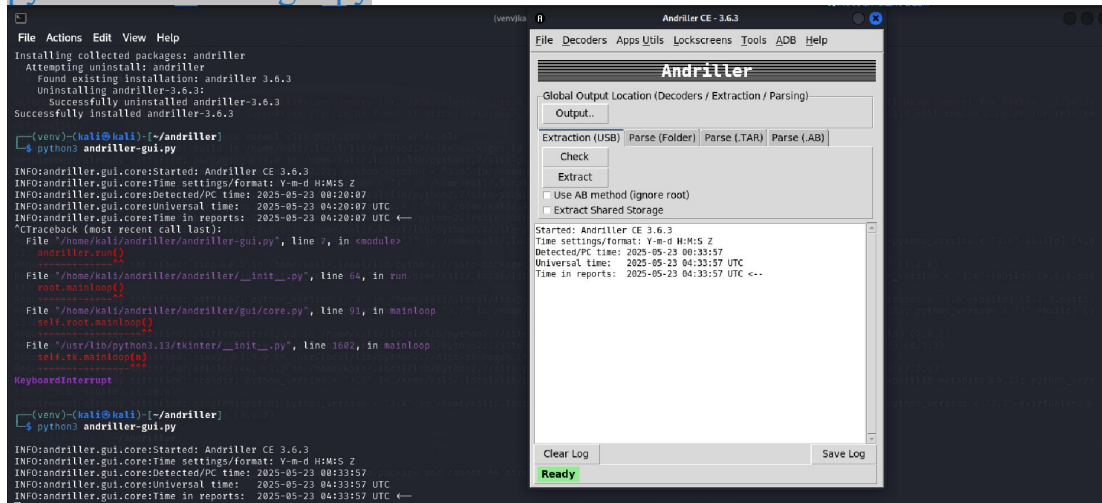 (venv)ka
File Actions Edit View Help
Installing collected packages: andriller
Attempting uninstall: andriller
Found existing installation: andriller 3.6.3
Uninstalling andriller-3.6.3:
Successfully uninstalled andriller-3.6.3
Successfully installed andriller-3.6.3
(venv)-(kali㉿kali)-[~/andriller]
$ python3 andriller-gui.py
INFO:andriller.gui.core:Started: Andriller CE 3.6.3
INFO:andriller.gui.core:Time settings/format: Y-m-d H:M:S Z
INFO:andriller.gui.core:Detected/PC time: 2025-05-23 00:20:07
INFO:andriller.gui.core:Universal time: 2025-05-23 04:20:07 UTC
INFO:andriller.gui.core:Time in reports: 2025-05-23 04:20:07 UTC <--
^CTraceback (most recent call last):
File "/home/kali/andriller/andriller-gui.py", line 7, in <module>
andriller.run()
~~~~~~~~~~~~~^^
File "/home/kali/andriller/andriller/__init__.py", line 64, in run
root.mainloop()
~~~~~~~~~~~~~^^
File "/home/kali/andriller/andriller/gui/core.py", line 91, in mainloop
self.root.mainloop()
~~~~~~~~~~~~~~~~~~^^
File "/usr/lib/python3.13/tkinter/__init__.py", line 1602, in mainloop
self.tk.mainloop(n)
~~~~~~~~~~~~~~~~^^^
KeyboardInterrupt
(venv)-(kali㉿kali)-[~/andriller]
$ python3 andriller-gui.py
INFO:andriller.gui.core:Started: Andriller CE 3.6.3
INFO:andriller.gui.core:Time settings/format: Y-m-d H:M:S Z
INFO:andriller.gui.core:Detected/PC time: 2025-05-23 00:33:57
INFO:andriller.gui.core:Universal time: 2025-05-23 04:33:57 UTC
INFO:andriller.gui.core:Time in reports: 2025-05-23 04:33:57 UTC <--
Andriller CE - 3.6.3
File Decoders Apps Utils Lockscreens Tools ADB Help
Andriller
Global Output Location (Decoders / Extraction / Parsing)
Output..
Extraction (USB) Parse (Folder) Parse (.TAR) Parse (.AB)
Check
Extract
Use AB method (ignore root)
Extract Shared Storage
Started: Andriller CE 3.6.3
Time settings/format: Y-m-d H:M:S Z
Detected/PC time: 2025-05-23 00:33:57
Universal time: 2025-05-23 04:33:57 UTC
Time in reports: 2025-05-23 04:33:57 UTC <--
Clear Log Save Log
Ready